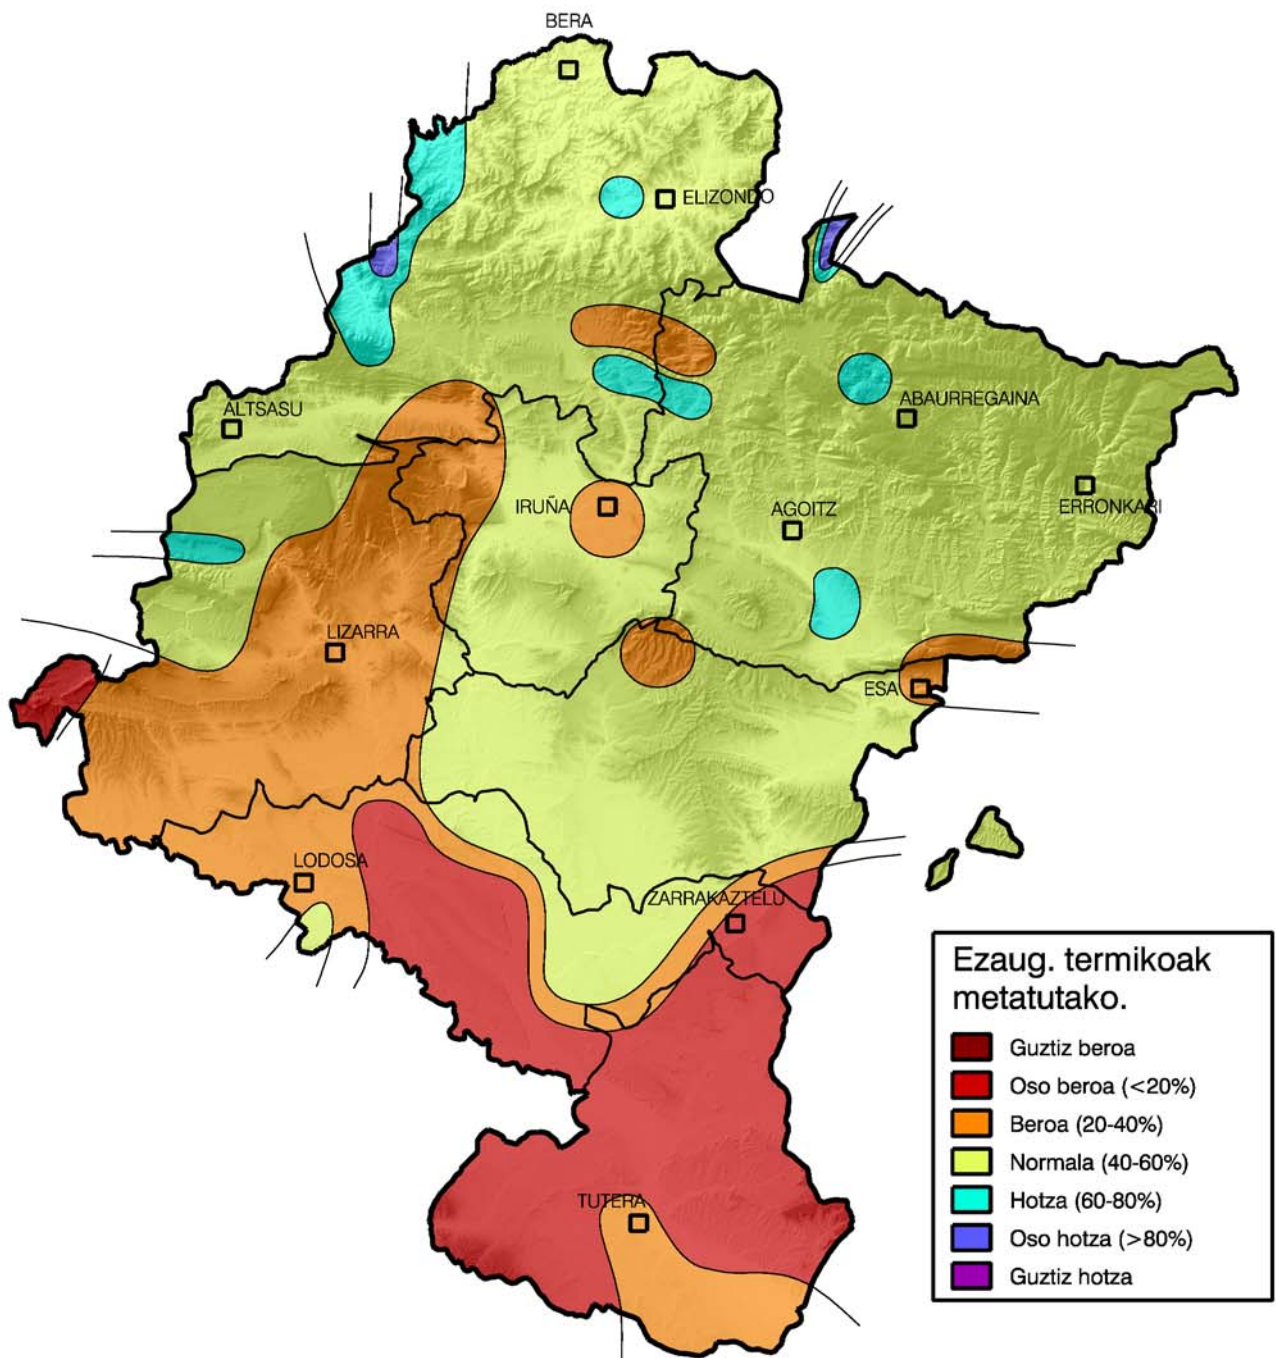 BERA
ELIZONDO
ALTSASU
ABAURREGAINA
IRUÑA
AGOITZ
ERRONKARI
LIZARRA
ESA
LODOSA
ZARRAKAZTELU
TUTERA
Ezaug. termikoak
metatutako.
Guztiz beroa
Oso beroa (<20%)
Beroa (20-40%)
Normala (40-60%)
Hotza (60-80%)
Oso hotza (>80%)
Guztiz hotza